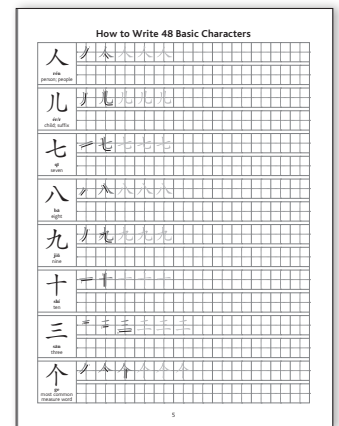 How to Write 48 Basic Characters
人
rén
person; people
儿
ér/r
child; suffix
七
qī
seven
八
bā
eight
九
jiǔ
nine
十
shí
ten
三
sān
three
个
gè
most common
measure word
5